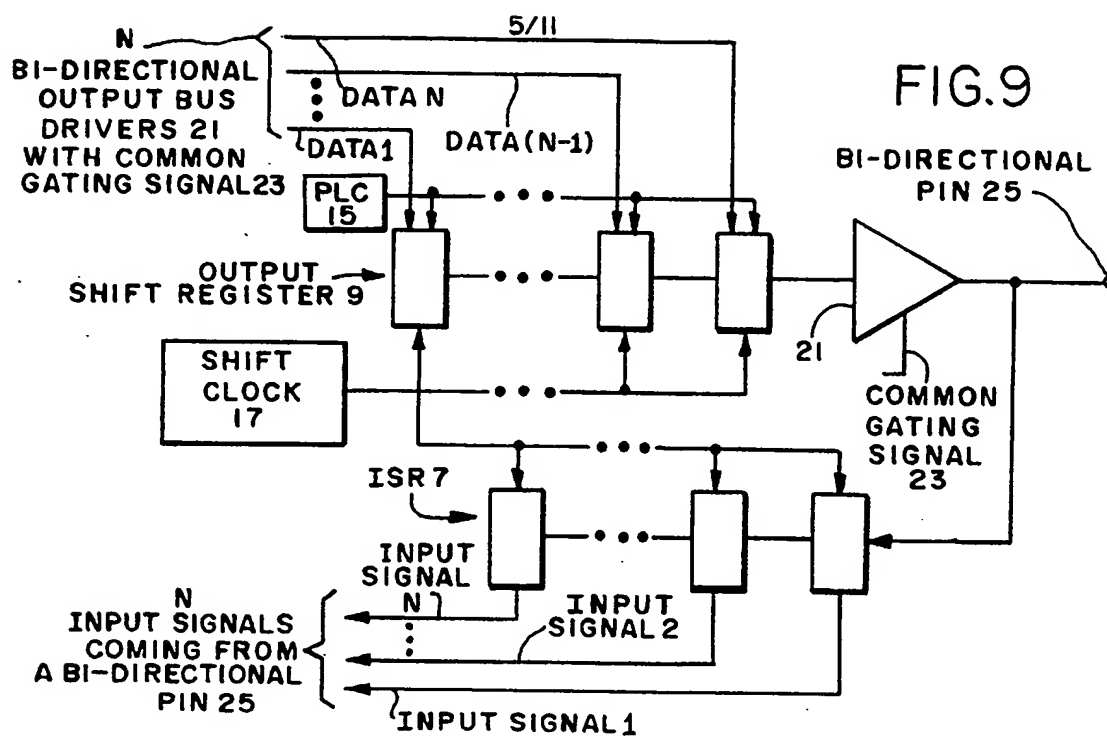 5/11
N
BI-DIRECTIONAL
OUTPUT BUS
DRIVERS 21
WITH COMMON
GATING SIGNAL 23
DATA N
DATA (N-1)
DATA 1
FIG. 9
BI-DIRECTIONAL
PIN 25
PLC
15
OUTPUT
SHIFT REGISTER 9
21
SHIFT
CLOCK
17
COMMON
GATING
SIGNAL
23
ISR 7
INPUT
SIGNAL
N
INPUT
SIGNAL 2
N
INPUT SIGNALS
COMING FROM
A BI-DIRECTIONAL
PIN 25
INPUT SIGNAL 1